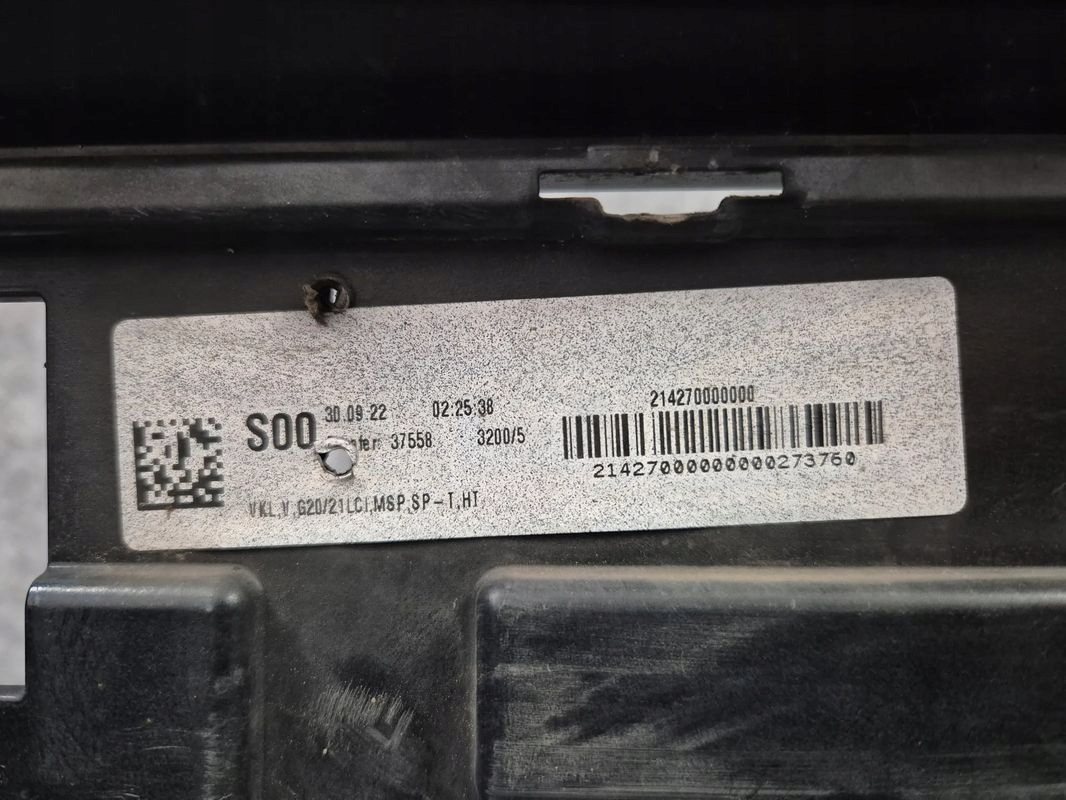 S00 30.09.22 02:25:38
37558 3200/5
VKL,V,G20/21LCI,MSP,SP-T,HT
214270000000
21427000000000273760